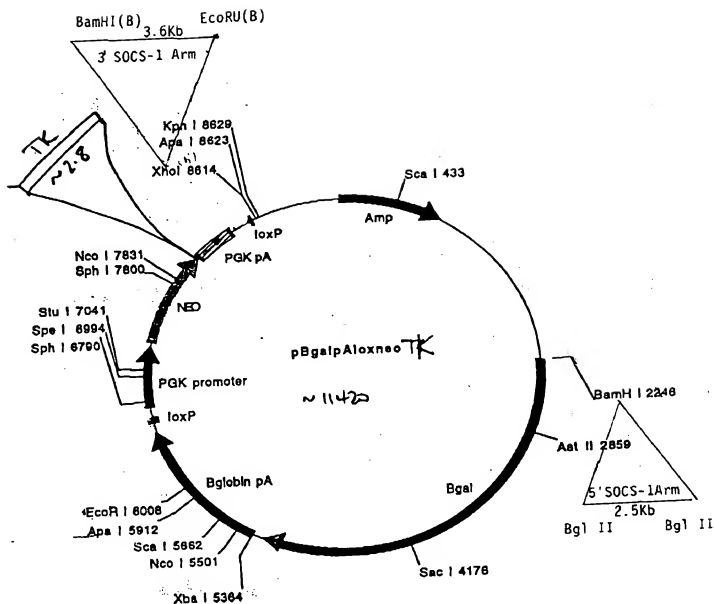 BamHI(B)
EcoRU(B)
3.6Kb
3' SOCS-1 Arm
TK
~2.8
Kpn I 8629
Apa I 8623
XhoI 8614
loxP
PGK pA
Sca I 433
Amp
Nco I 7831
Sph I 7800
NEO
Stu I 7041
Spe I 6994
Sph I 6790
PGK promoter
loxP
pBgalpAloxneoTK
~11420
BamH I 2246
Aat II 2859
5'SOCS-1Arm
2.5Kb
Bgl II
Bgl II
Bgal
Bglobin pA
EcoR I 6008
Apa I 5912
Sca I 5662
Nco I 5501
Xba I 5364
Sac I 4176